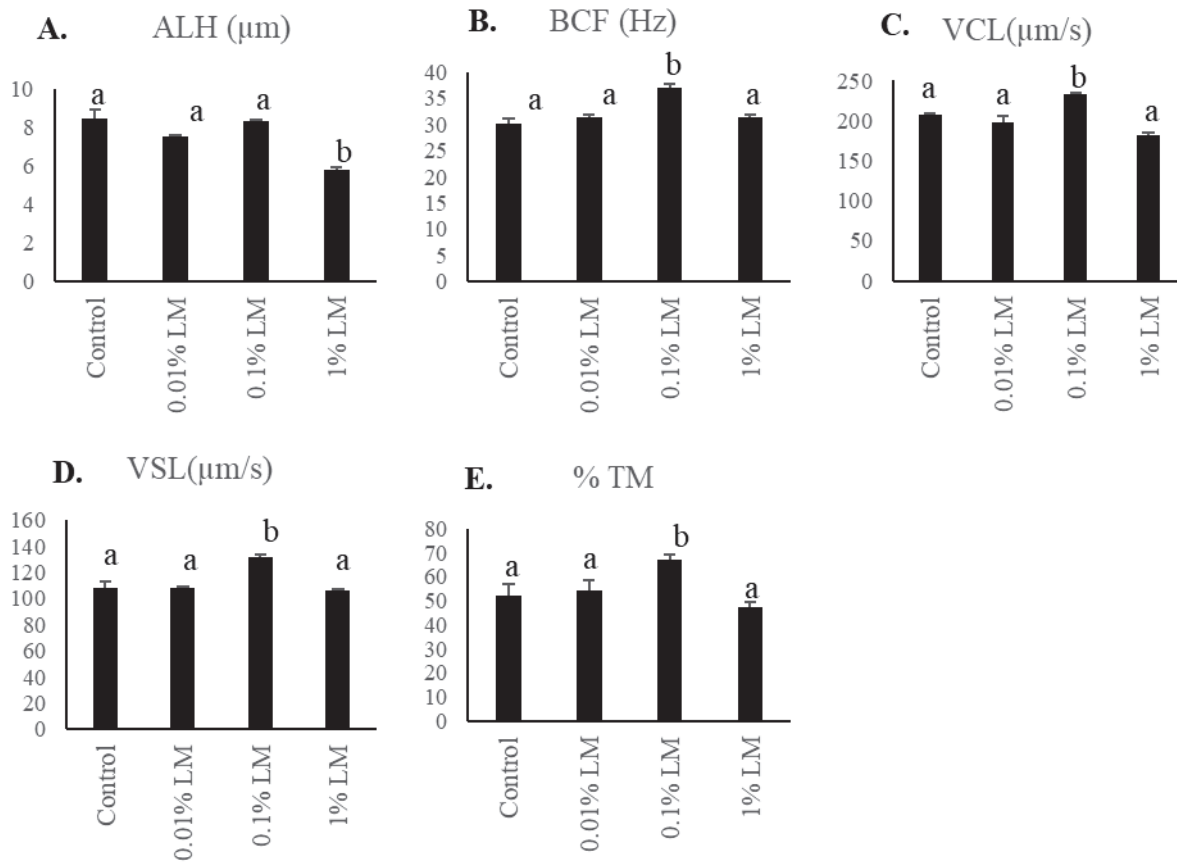 A. ALH (µm)
10
8
6
4
2
0
a
a
a
b
Control
0.01% LM
0.1% LM
1% LM
B. BCF (Hz)
40
35
30
25
20
15
10
5
0
a
a
b
a
Control
0.01% LM
0.1% LM
1% LM
C. VCL(µm/s)
250
200
150
100
50
0
a
a
b
a
Control
0.01% LM
0.1% LM
1% LM
D. VSL(µm/s)
160
140
120
100
80
60
40
20
0
a
a
b
a
Control
0.01% LM
0.1% LM
1% LM
E. % TM
80
70
60
50
40
30
20
10
0
a
a
b
a
Control
0.01% LM
0.1% LM
1% LM